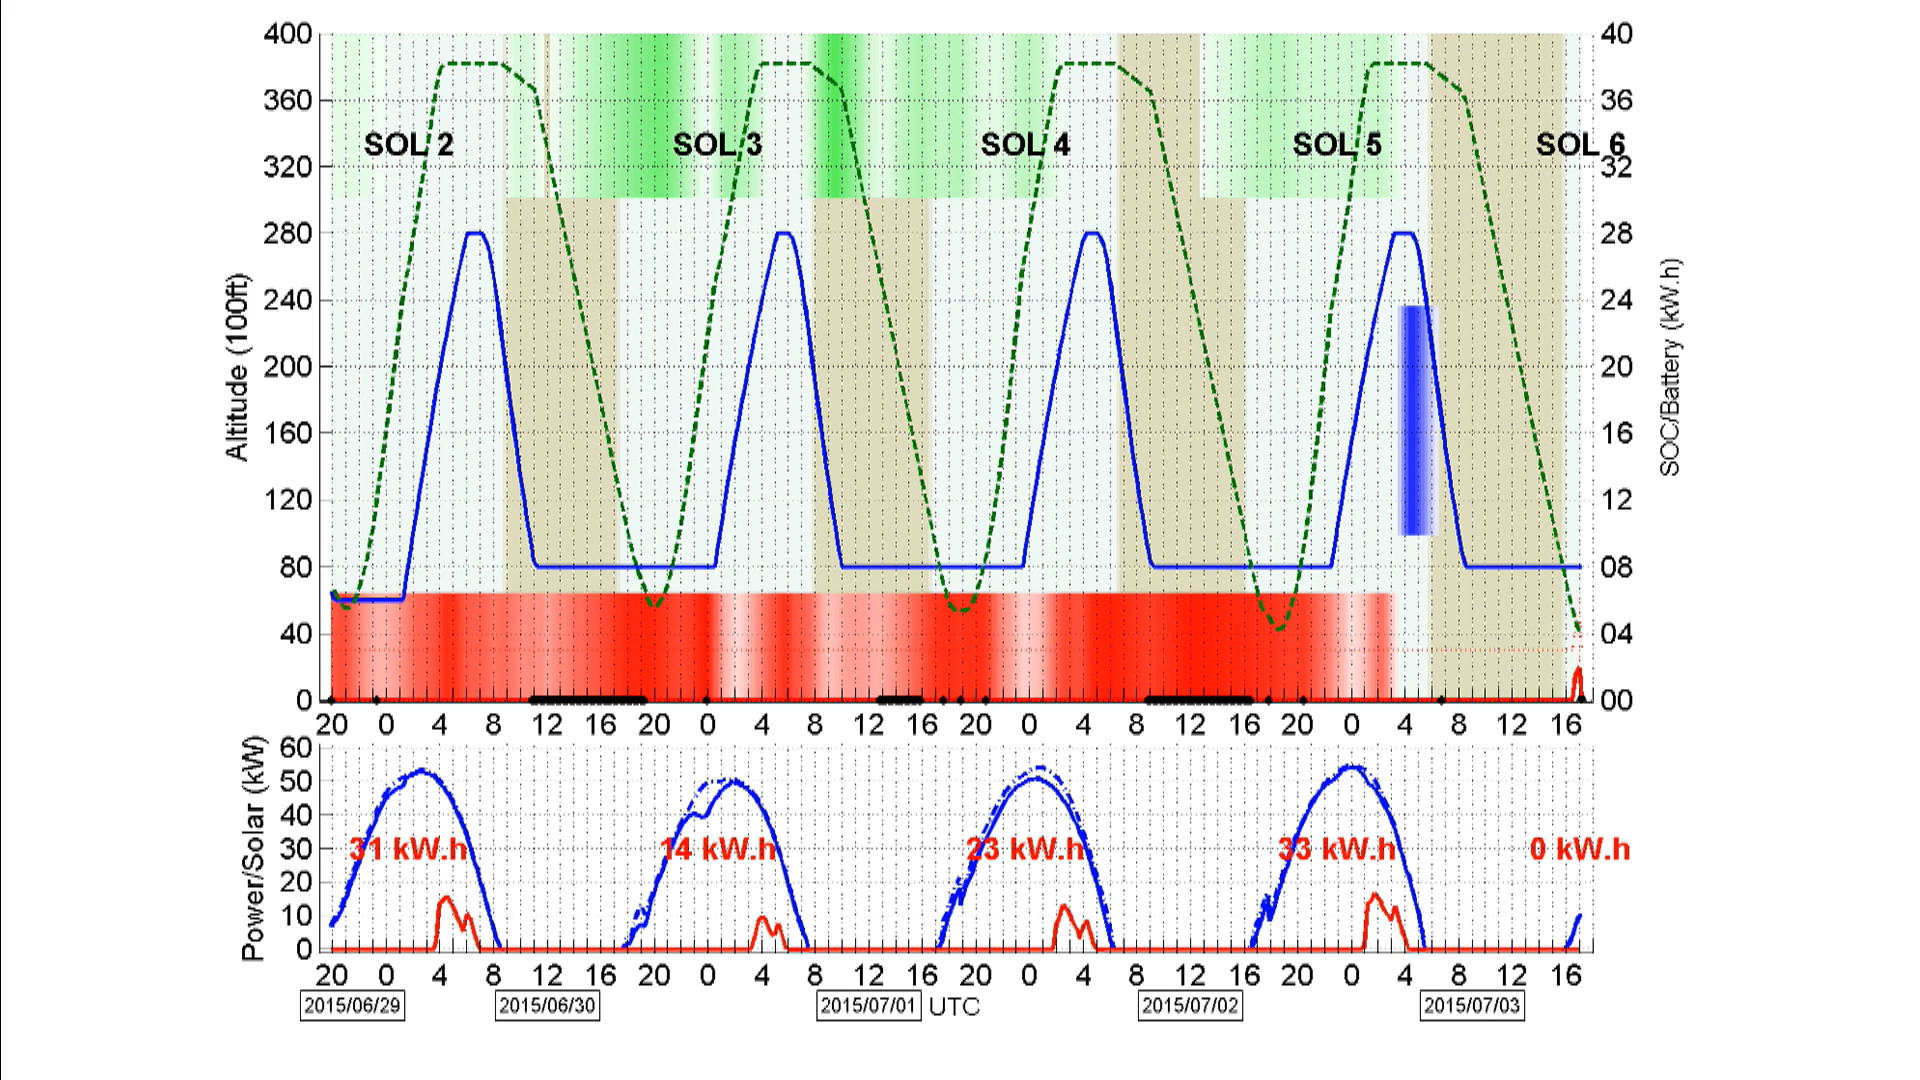 400 40
360 36
SOL 2 SOL 3 SOL 4 SOL 5 SOL 6
320 32
280 28
240 24
Altitude (100ft)
SOC/Battery (kW.h)
200 20
160 16
120 12
80 08
40 04
0 00
20 0 4 8 12 16 20 0 4 8 12 16 20 0 4 8 12 16 20 0 4 8 12 16
60
50
40
Power/Solar (kW)
30
31 kW.h 14 kW.h 23 kW.h 33 kW.h 0 kW.h
20
10
0
20 0 4 8 12 16 20 0 4 8 12 16 20 0 4 8 12 16 20 0 4 8 12 16
2015/06/29 2015/06/30 2015/07/01 UTC 2015/07/02 2015/07/03